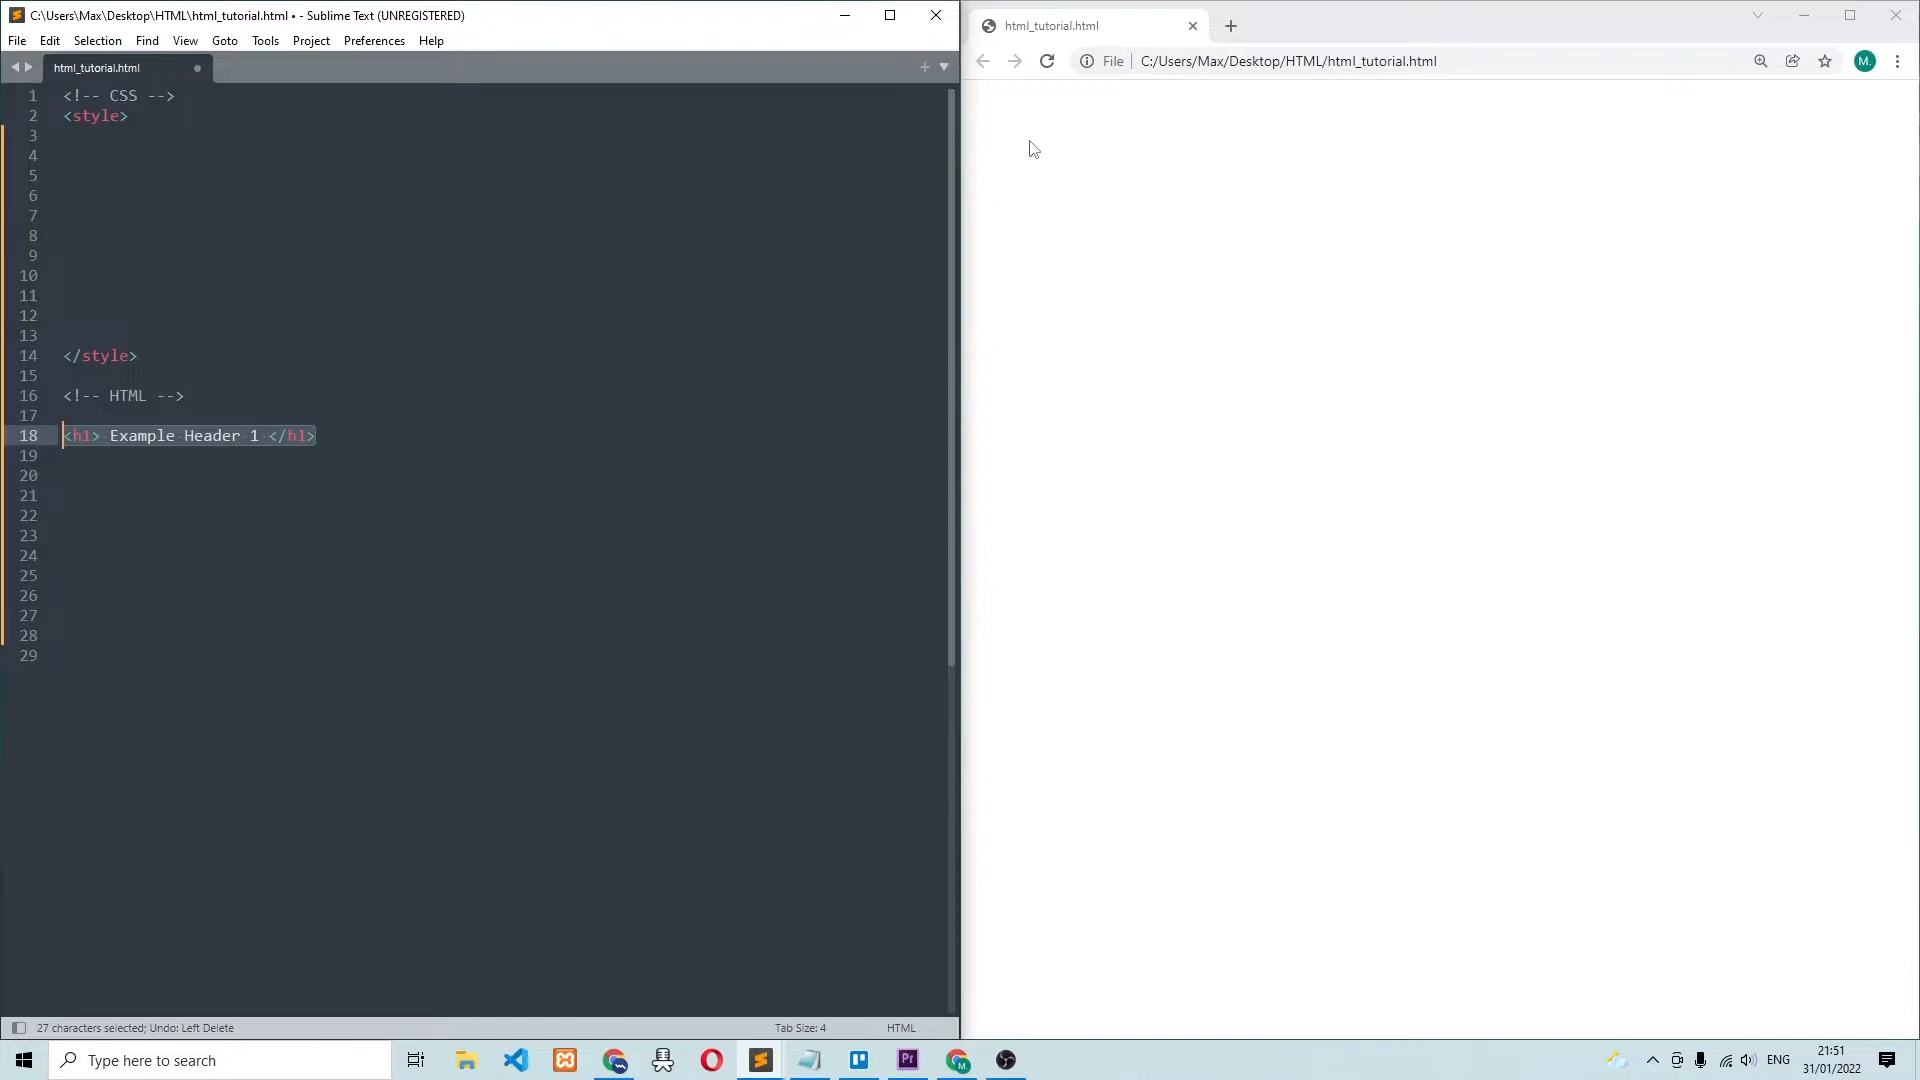 C:\Users\Max\Desktop\HTML\html_tutorial.html • - Sublime Text (UNREGISTERED)
File Edit Selection Find View Goto Tools Project Preferences Help
html_tutorial.html
1 <!-- CSS -->
2 <style>
3
4
5
6
7
8
9
10
11
12
13
14 </style>
15
16 <!-- HTML -->
17
18 <h1> Example Header 1 </h1>
19
20
21
22
23
24
25
26
27
28
29
27 characters selected; Undo: Left Delete
Tab Size: 4
HTML
html_tutorial.html
File C:/Users/Max/Desktop/HTML/html_tutorial.html
M.
Type here to search
Pr
M.
ENG
21:51
31/01/2022